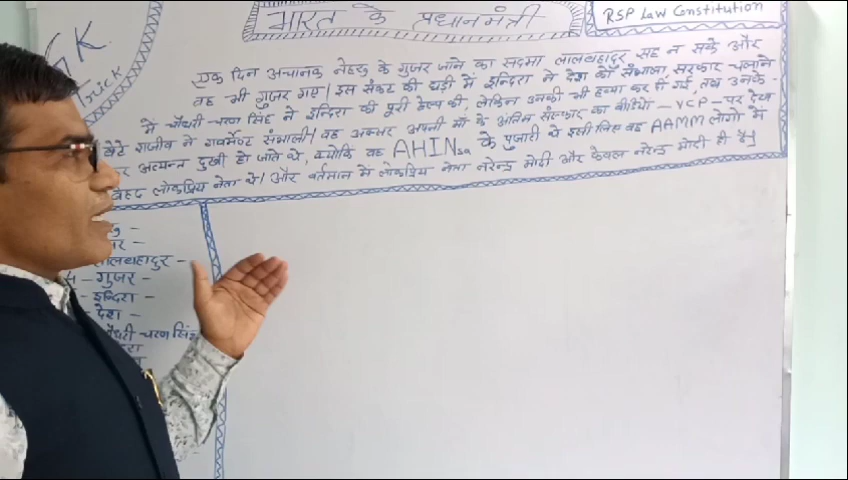 GK
Trick
भारत के प्रधानमंत्री
RSP Law Constitution
एक दिन अचानक नेहरू के गुजर जाने का सदमा लालबहादुर सह न सके और
वह भी गुजर गए। इस संकट की घड़ी में इन्दिरा ने देश को संभाला, सरकार चलाने
में चौधरी चरण सिंह ने इन्दिरा की पूरी हेल्प की, लेकिन उनकी भी हत्या कर दी गई, तब उनके
बेटे राजीव ने गवर्मेण्ट संभाली। वह अक्सर अपनी माँ के अंतिम संस्कार का वीडियो - VCP - पर देख
कर अत्यन्त दुखी हो जाते थे, क्योंकि वह AHINsa के पुजारी थे इसी लिए वह AAMM लोगो में
बेहद लोकप्रिय नेता थे। और वर्तमान में लोकप्रिय नेता नरेन्द्र मोदी और केवल नरेन्द्र मोदी ही है।
लालबहादुर -
गुजर -
इन्दिरा -
देश -
चौधरी चरण सिंह